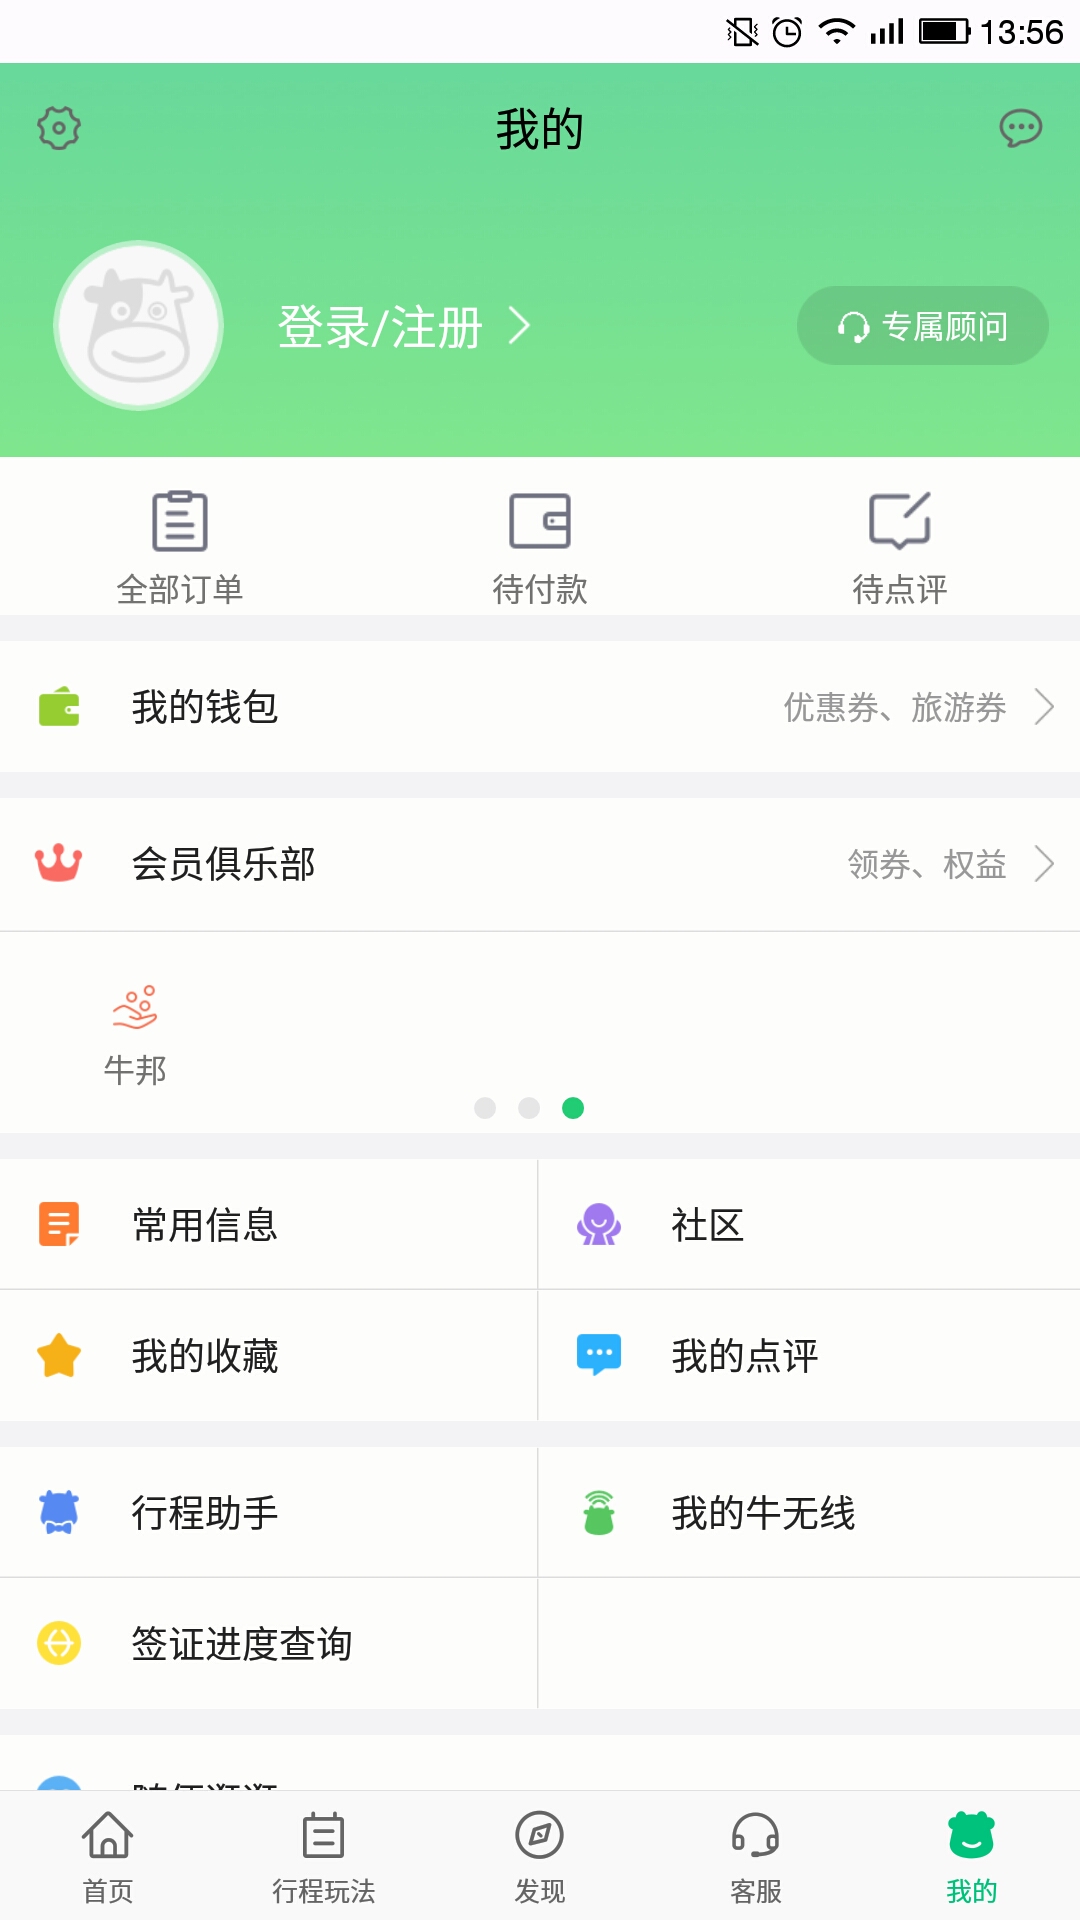 13:56
我的
登录/注册
专属顾问
全部订单
待付款
待点评
我的钱包
优惠券、旅游券
会员俱乐部
领券、权益
牛邦
常用信息
社区
我的收藏
我的点评
行程助手
我的牛无线
签证进度查询
首页
行程玩法
发现
客服
我的